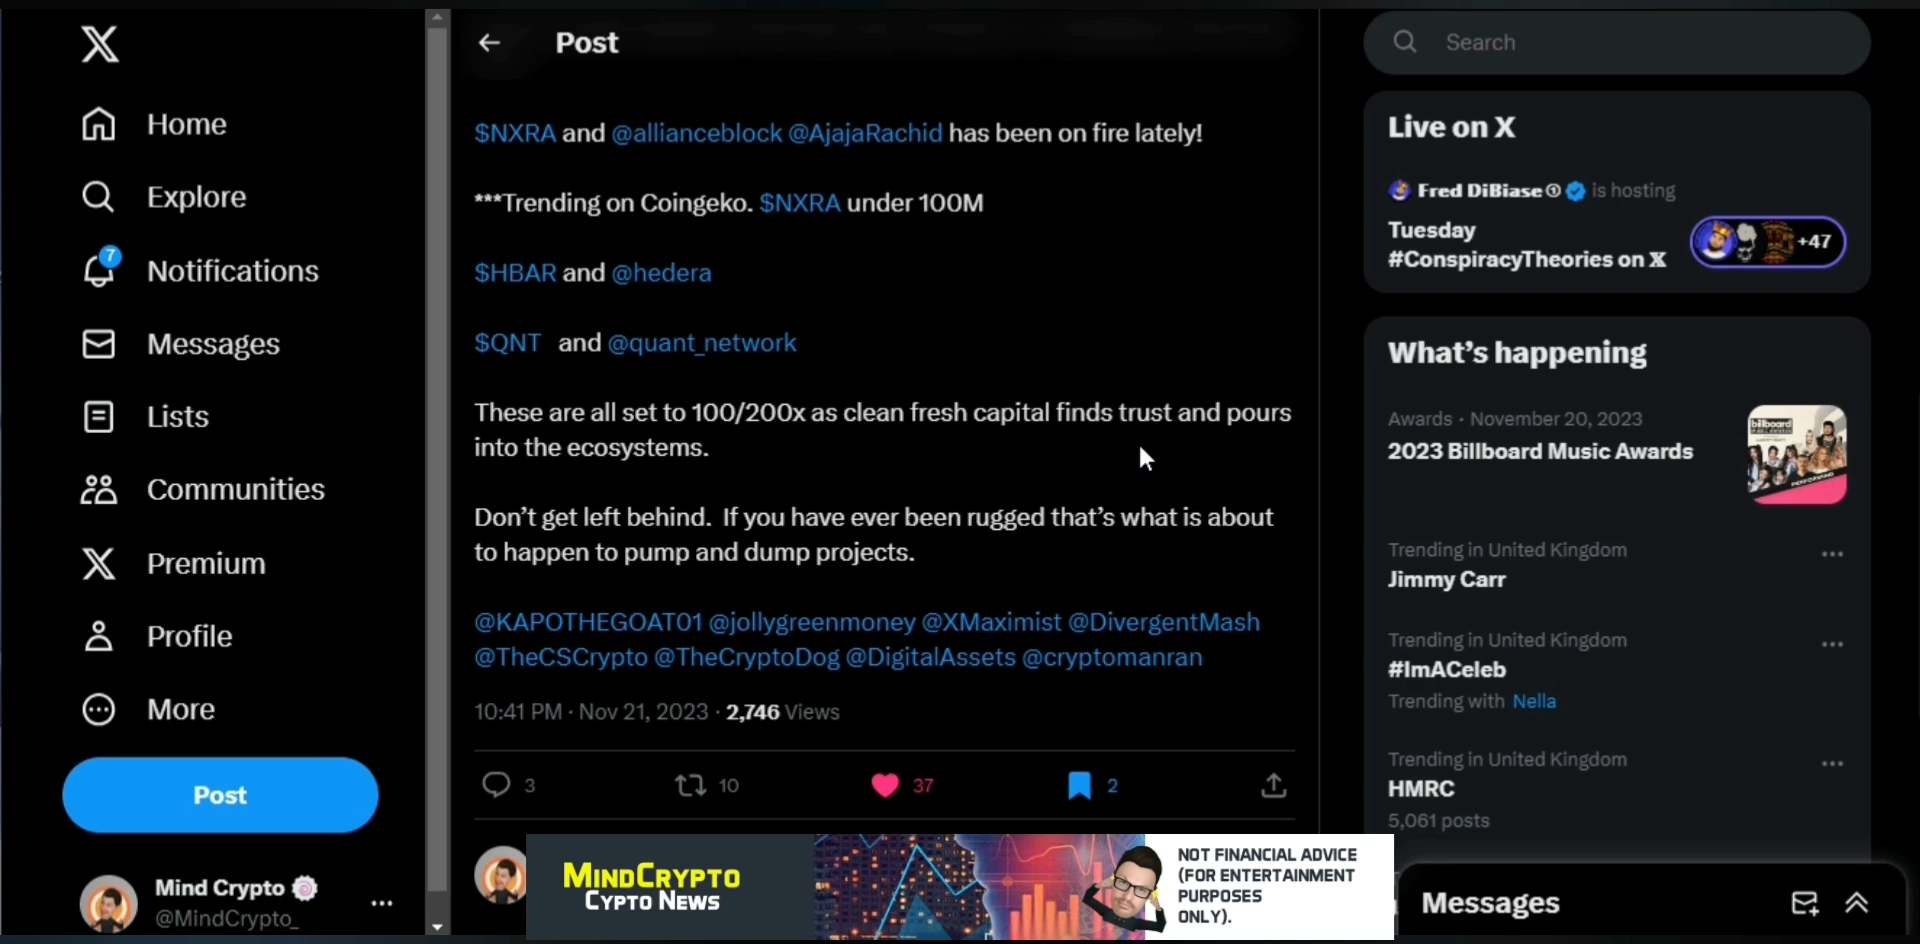 Home
Explore
7
Notifications
Messages
Lists
Communities
Premium
Profile
More
Post
Mind Crypto
@MindCrypto_
Post
$NXRA and @allianceblock @AjajaRachid has been on fire lately!
***Trending on Coingeko. $NXRA under 100M
$HBAR and @hedera
$QNT and @quant_network
These are all set to 100/200x as clean fresh capital finds trust and pours
into the ecosystems.
Don't get left behind. If you have ever been rugged that's what is about
to happen to pump and dump projects.
@KAPOTHEGOAT01 @jollygreenmoney @XMaximist @DivergentMash
@TheCSCrypto @TheCryptoDog @DigitalAssets @cryptomanran
10:41 PM · Nov 21, 2023 · 2,746 Views
3 10 37 2
MINDCRYPTO
CYPTO NEWS
NOT FINANCIAL ADVICE
(FOR ENTERTAINMENT
PURPOSES
ONLY).
Search
Live on X
Fred DiBiase is hosting
Tuesday
#ConspiracyTheories on X
+47
What's happening
Awards · November 20, 2023
2023 Billboard Music Awards
billboard
Trending in United Kingdom
Jimmy Carr
Trending in United Kingdom
#ImACeleb
Trending with Nella
Trending in United Kingdom
HMRC
5,061 posts
Messages